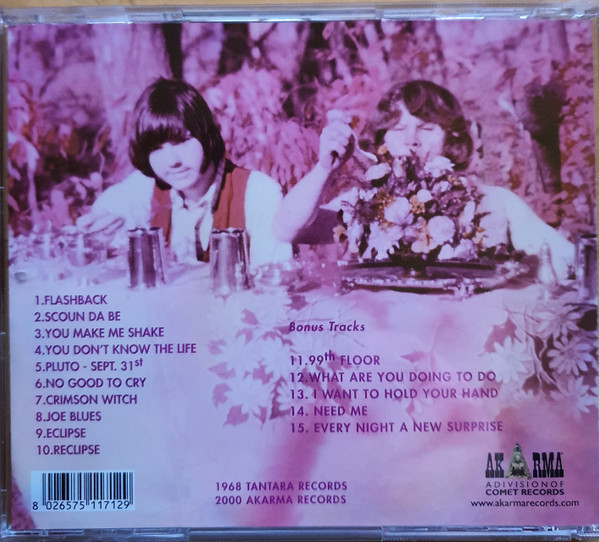 1.FLASHBACK
2.SCOUN DA BE
3.YOU MAKE ME SHAKE
4.YOU DON'T KNOW THE LIFE
5.PLUTO - SEPT. 31st
6.NO GOOD TO CRY
7.CRIMSON WITCH
8.JOE BLUES
9.ECLIPSE
10.RECLIPSE
Bonus Tracks
11.99th FLOOR
12.WHAT ARE YOU DOING TO DO
13. I WANT TO HOLD YOUR HAND
14. NEED ME
15. EVERY NIGHT A NEW SURPRISE
8 026575 117129
1968 TANTARA RECORDS
2000 AKARMA RECORDS
AKARMA
A DIVISION OF
COMET RECORDS
www.akarmarecords.com